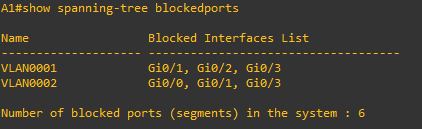 A1#show spanning-tree blockedports
Name                 Blocked Interfaces List
-------------------- ------------------------------------
VLAN0001             Gi0/1, Gi0/2, Gi0/3
VLAN0002             Gi0/0, Gi0/1, Gi0/3
Number of blocked ports (segments) in the system : 6